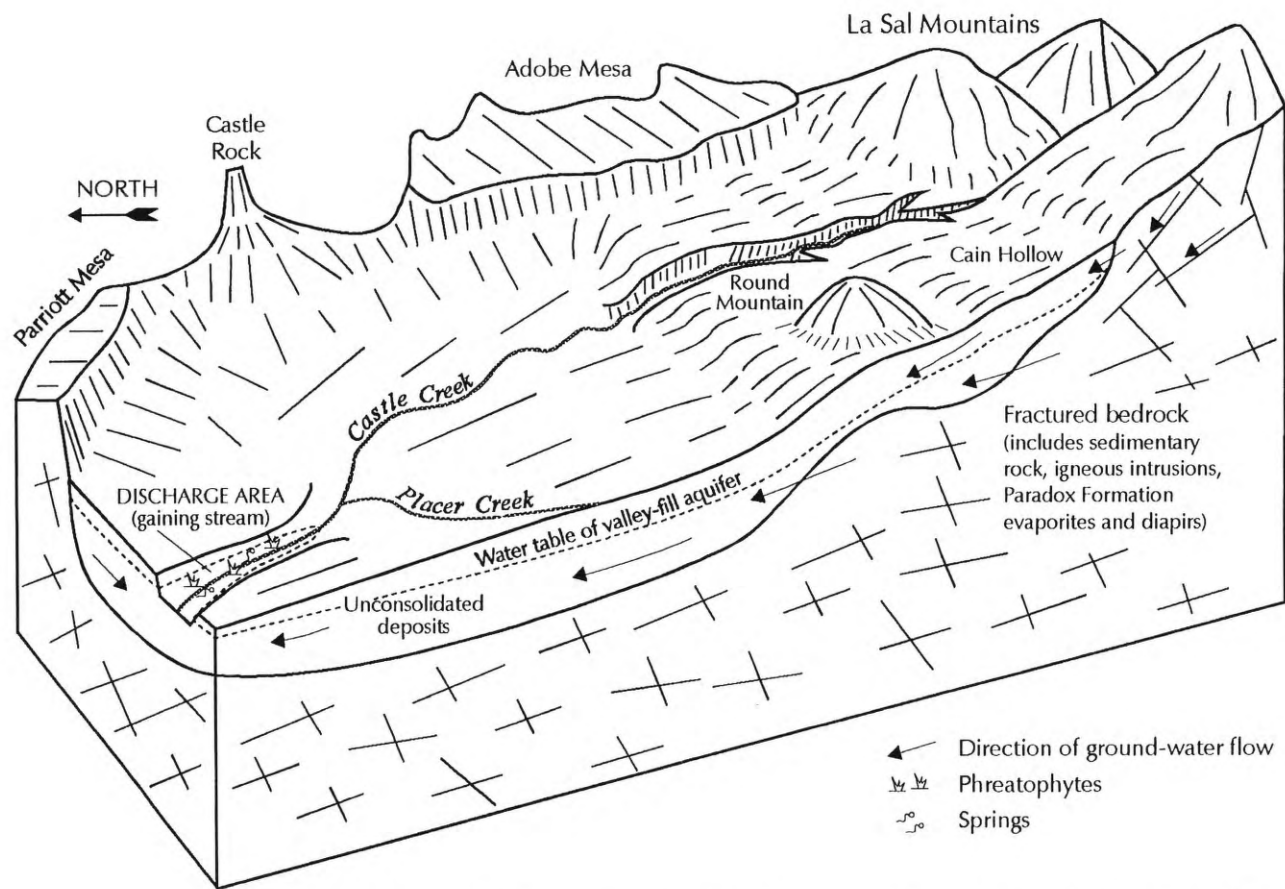 La Sal Mountains
Adobe Mesa
Castle
Rock
NORTH
Parriott Mesa
Cain Hollow
Round
Mountain
Castle Creek
Fractured bedrock
(includes sedimentary
rock, igneous intrusions,
Paradox Formation
evaporites and diapirs)
DISCHARGE AREA
(gaining stream)
Placer Creek
Water table of valley-fill aquifer
Unconsolidated
deposits
Direction of ground-water flow
Phreatophytes
Springs